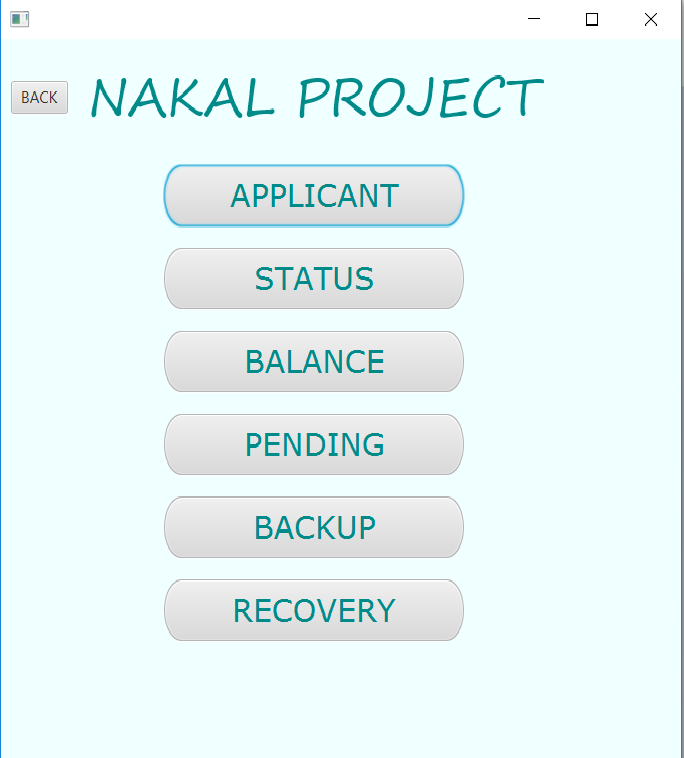 BACK
NAKAL PROJECT
APPLICANT
STATUS
BALANCE
PENDING
BACKUP
RECOVERY